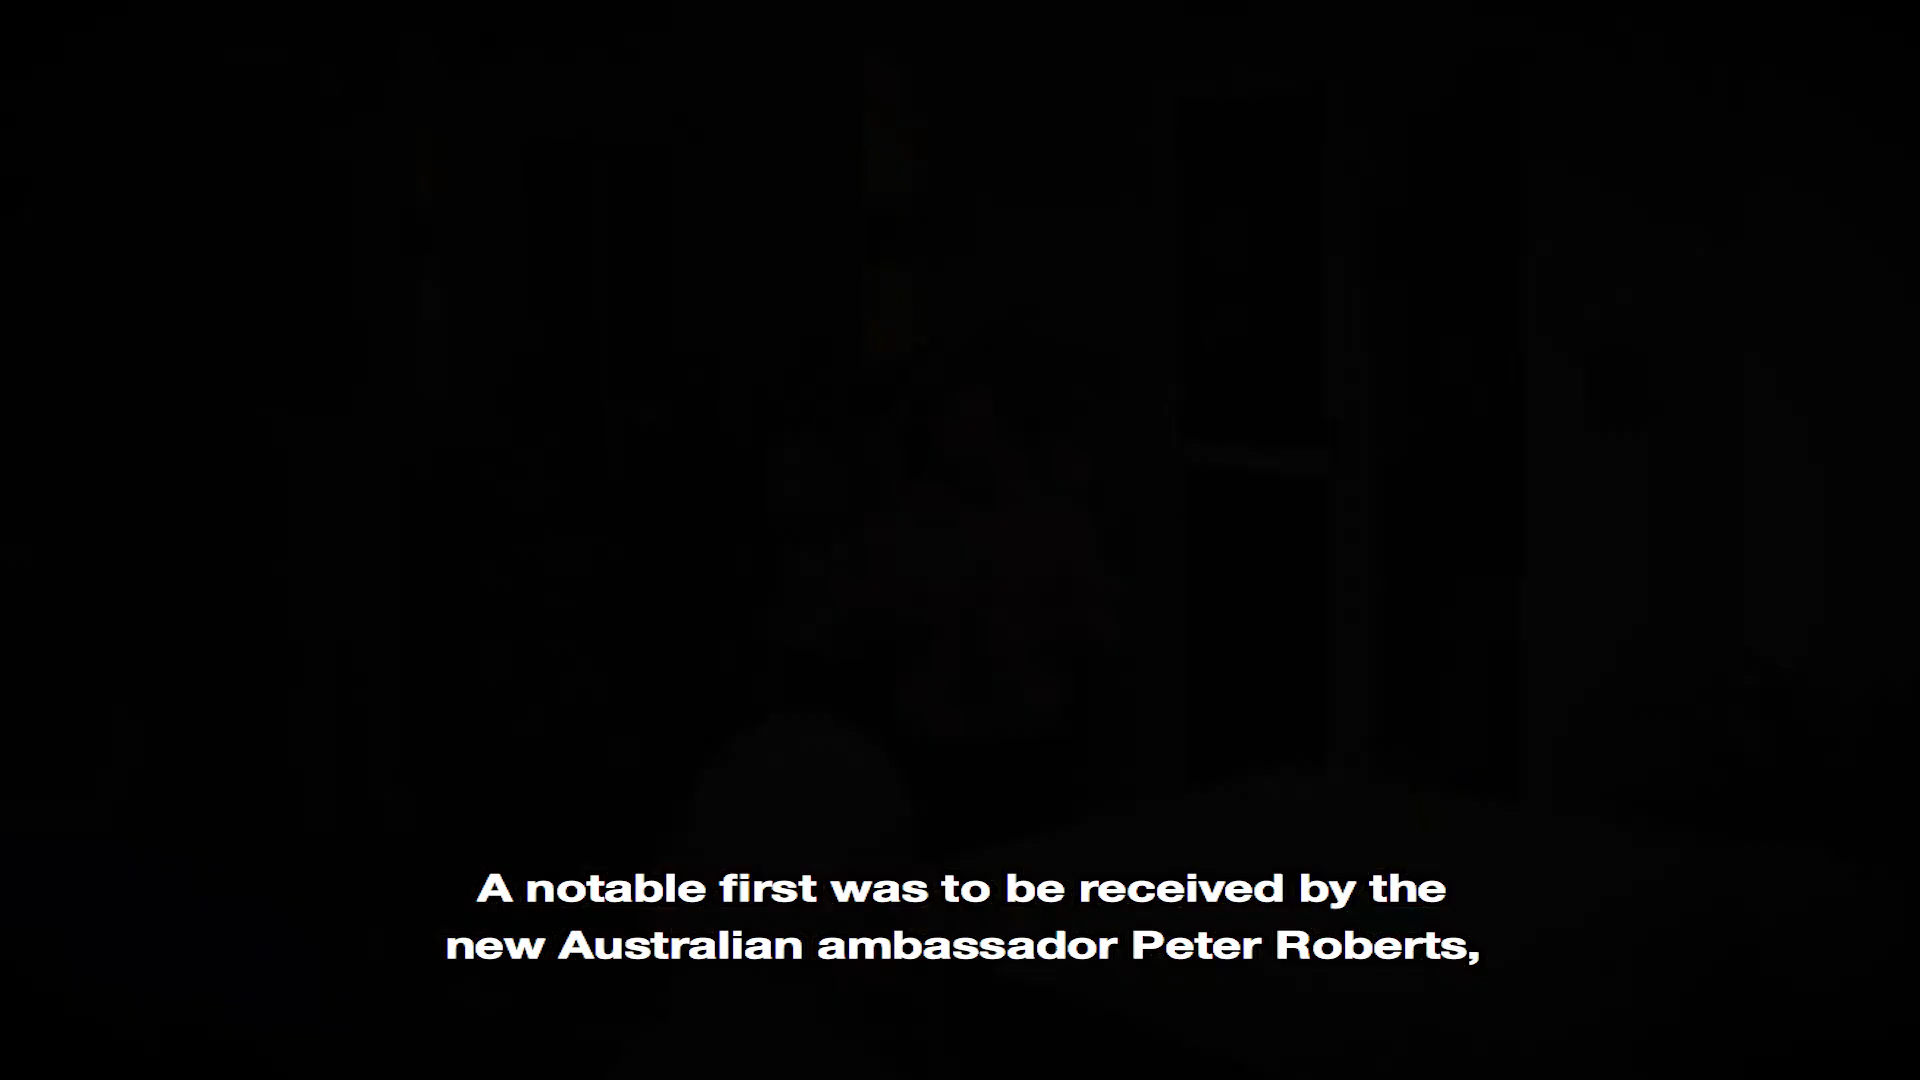 A notable first was to be received by the
new Australian ambassador Peter Roberts,